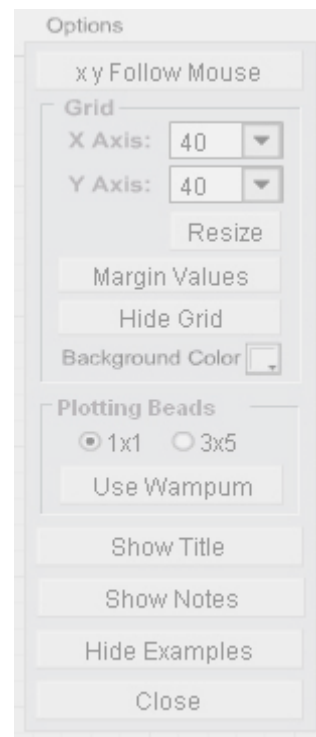 Options
x y Follow Mouse
Grid
X Axis: 40
Y Axis: 40
Resize
Margin Values
Hide Grid
Background Color
Plotting Beads
1x1 3x5
Use Wampum
Show Title
Show Notes
Hide Examples
Close